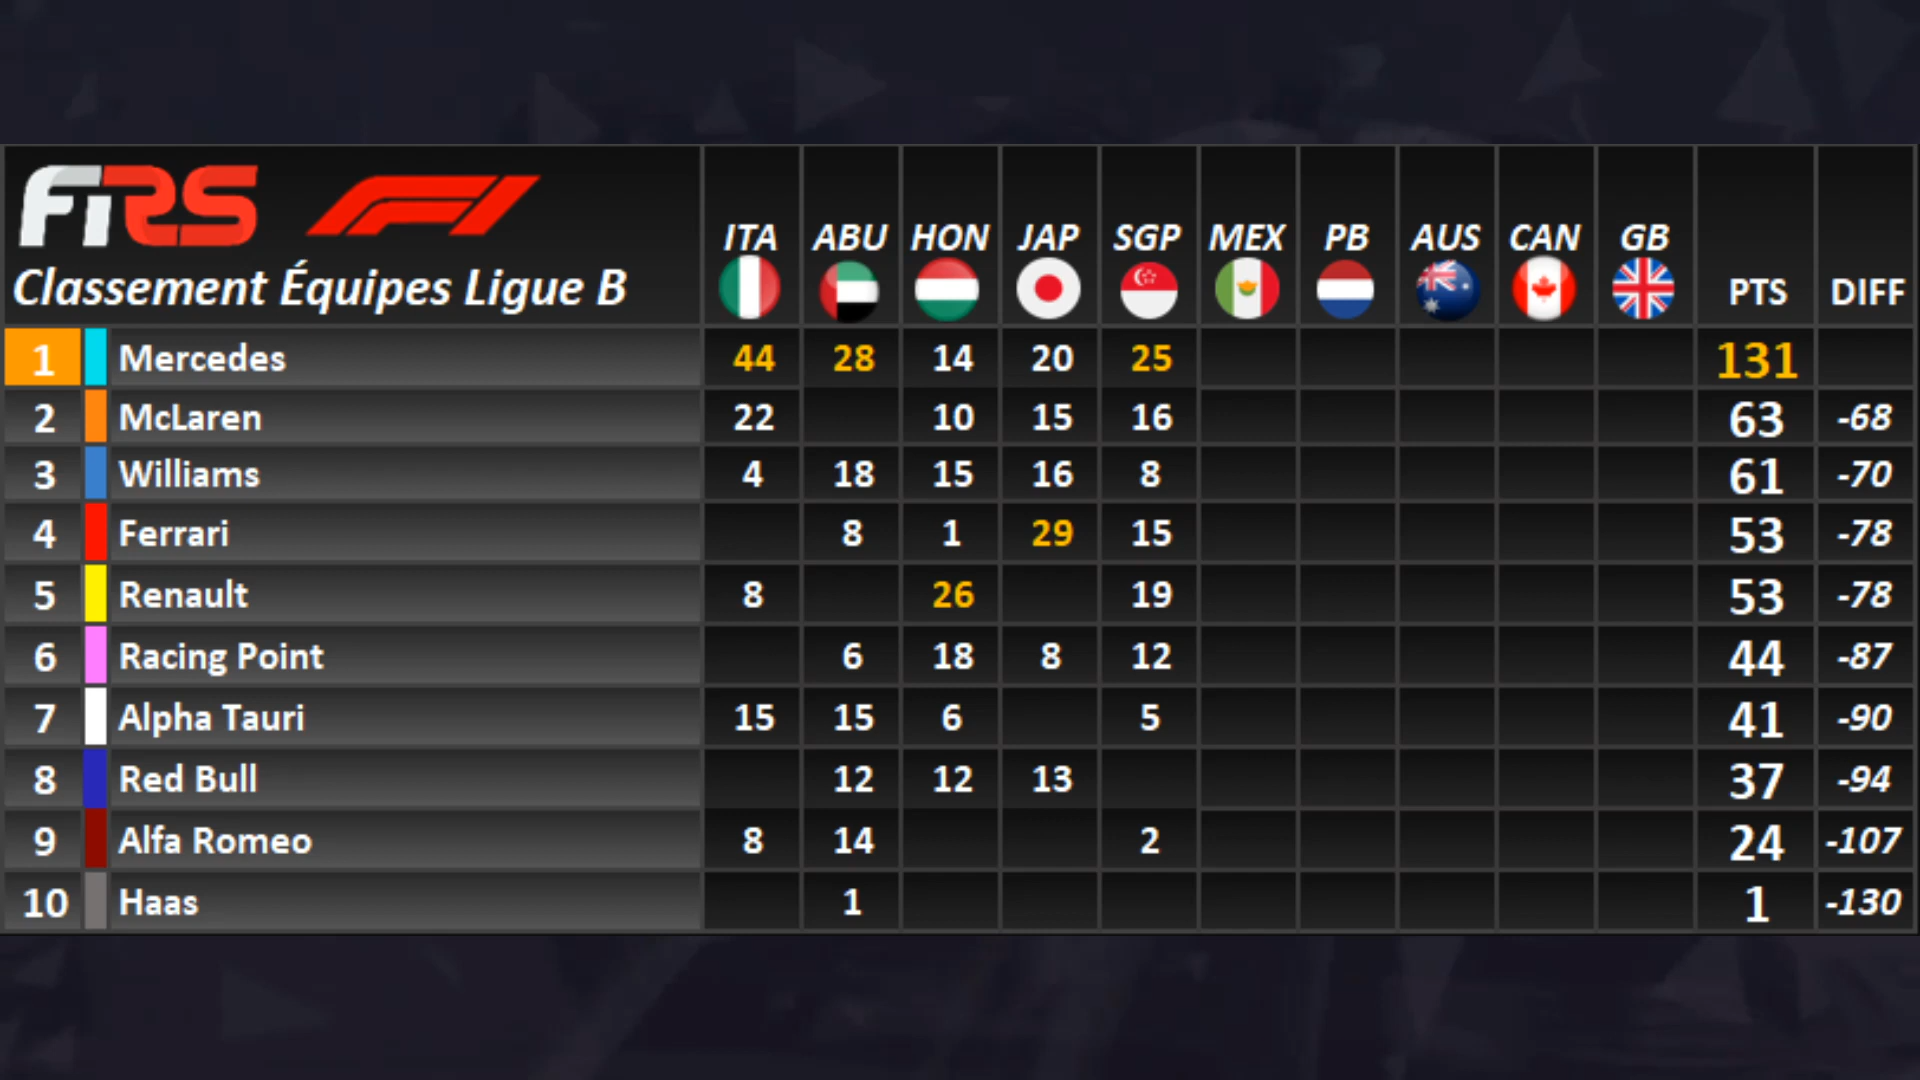 FIRS F1
Classement Équipes Ligue B ITA ABU HON JAP SGP MEX PB AUS CAN GB PTS DIFF
1 Mercedes 44 28 14 20 25 131
2 McLaren 22 10 15 16 63 -68
3 Williams 4 18 15 16 8 61 -70
4 Ferrari 8 1 29 15 53 -78
5 Renault 8 26 19 53 -78
6 Racing Point 6 18 8 12 44 -87
7 Alpha Tauri 15 15 6 5 41 -90
8 Red Bull 12 12 13 37 -94
9 Alfa Romeo 8 14 2 24 -107
10 Haas 1 1 -130